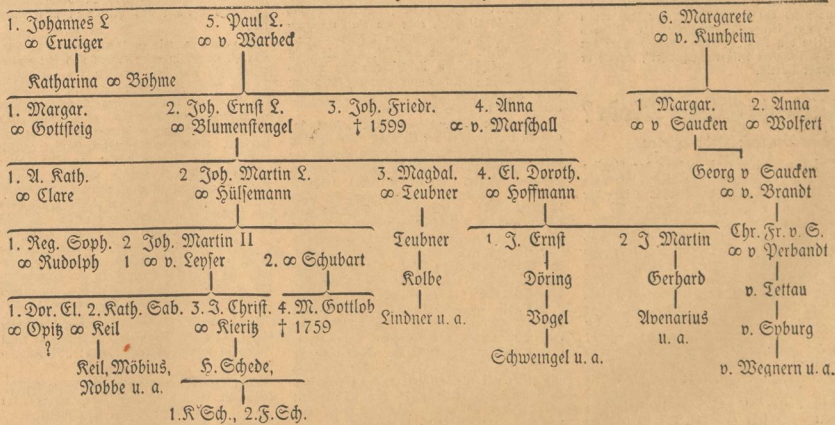 1. Johannes L 5. Paul L. 6. Margarete
∞ Cruciger ∞ v Warbeck ∞ v. Kunheim
Katharina ∞ Böhme
1. Margar. 2. Joh. Ernst L. 3. Joh. Friedr. 4. Anna 1 Margar. 2. Anna
∞ Gottsteig ∞ Blumenstengel † 1599 ∞ v. Marschall ∞ v Saucken ∞ Wolfert
1. A. Kath. 2 Joh. Martin L. 3. Magdal. 4. El. Doroth. Georg v Saucken
∞ Clare ∞ Hülsemann ∞ Teubner ∞ Hoffmann ∞ v. Brandt
1. Reg. Soph. 2 Joh. Martin II Teubner 1. J. Ernst 2 J Martin Chr. Fr. v. S.
∞ Rudolph 1 ∞ v. Leyser 2. ∞ Schubart ∞ v Perbandt
Kolbe Döring Gerhard v. Tettau
1. Dor. El. 2. Kath. Sab. 3. J. Christ. 4. M. Gottlob Lindner u. a. Vogel Avenarius v. Syburg
∞ Opitz ∞ Keil ∞ Kieritz † 1759 u. a.
?
Keil, Möbius, H. Schede, Schweingel u. a. v. Wegnern u. a.
Nobbe u. a.
1. K Sch., 2. F. Sch.